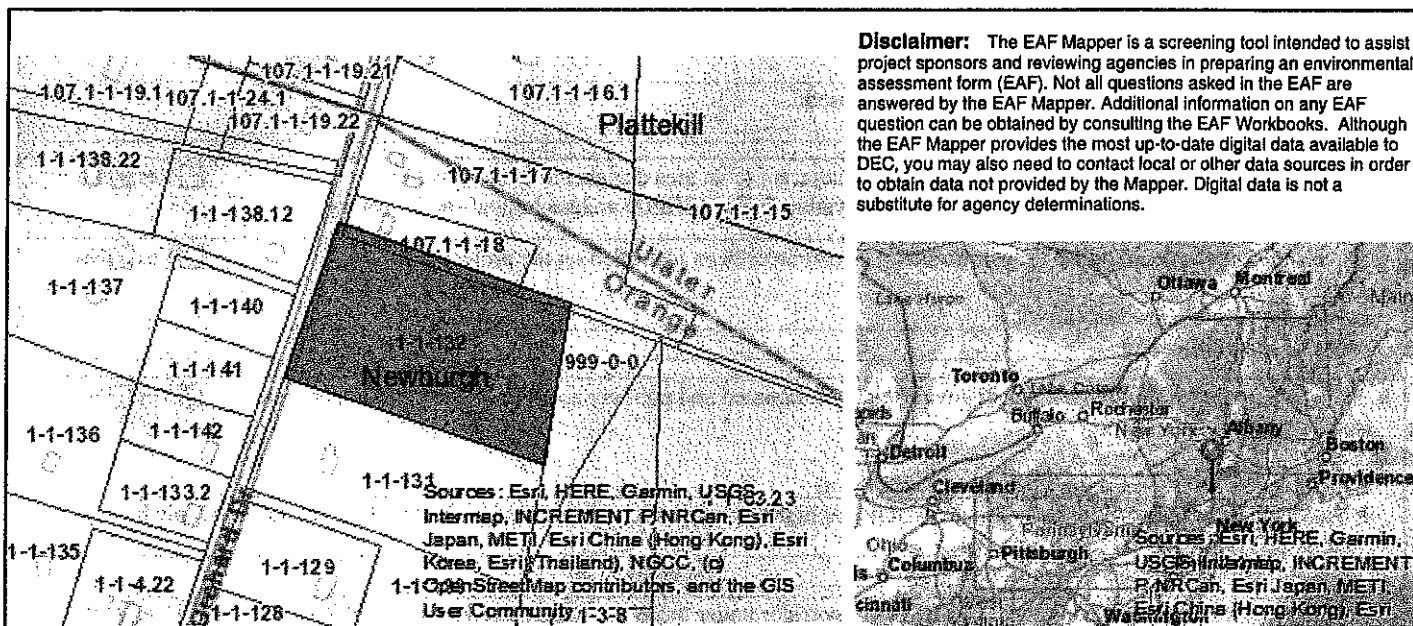 Disclaimer: The EAF Mapper is a screening tool intended to assist
project sponsors and reviewing agencies in preparing an environmental
assessment form (EAF). Not all questions asked in the EAF are
answered by the EAF Mapper. Additional information on any EAF
question can be obtained by consulting the EAF Workbooks. Although
the EAF Mapper provides the most up-to-date digital data available to
DEC, you may also need to contact local or other data sources in order
to obtain data not provided by the Mapper. Digital data is not a
substitute for agency determinations.
107.1-1-19.21
107.1-1-19.1
107.1-1-24.1
107.1-1-16.1
107.1-1-19.22
Plattekill
1-1-138.22
107.1-1-17
1-1-138.12
107.1-1-15
107.1-1-18
Ulster
Orange
1-1-137
1-1-140
1-1-132
999-0-0
1-1-141
Newburgh
1-1-136
1-1-142
1-1-133.2
1-1-131
1-1-135
1-1-129
1-1-4.22
1-1-128
1-3-8
Sources: Esri, HERE, Garmin, USGS,
Intermap, INCREMENT P, NRCan, Esri
Japan, METI, Esri China (Hong Kong), Esri
Korea, Esri (Thailand), NGCC, (c)
OpenStreetMap contributors, and the GIS
User Community
Ottawa
Montreal
Lake Huron
Toronto
Buffalo
Rochester
New York
Albany
Detroit
Boston
Providence
Cleveland
Pennsylvania
New York
Ohio
Pittsburgh
Columbus
cinnati
Washington
Sources: Esri, HERE, Garmin,
USGS, Intermap, INCREMENT
P, NRCan, Esri Japan, METI,
Esri China (Hong Kong), Esri